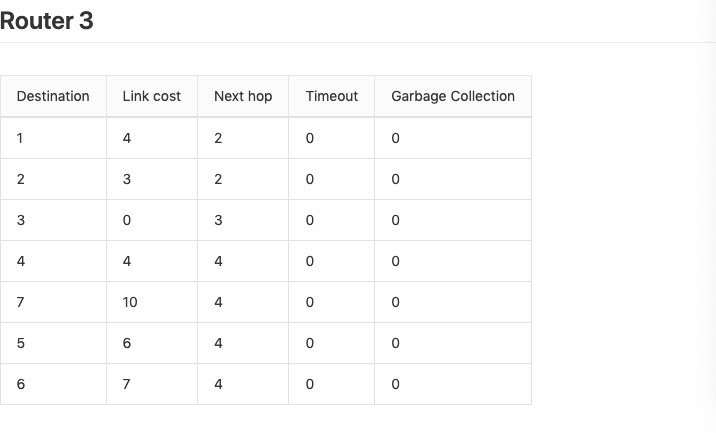 Router 3
Destination Link cost Next hop Timeout Garbage Collection
1 4 2 0 0
2 3 2 0 0
3 0 3 0 0
4 4 4 0 0
7 10 4 0 0
5 6 4 0 0
6 7 4 0 0